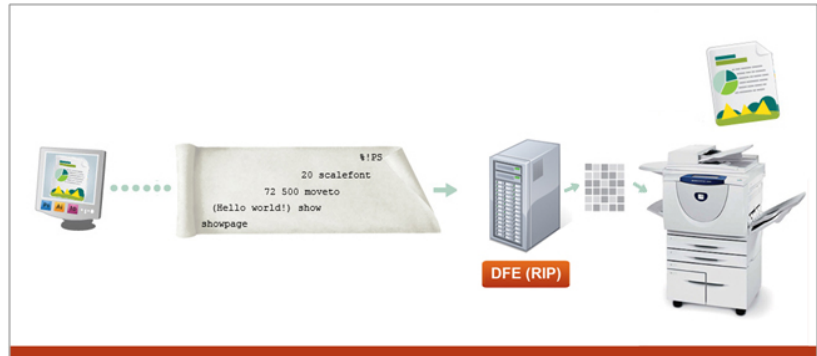 %!PS
20 scalefont
72 500 moveto
(Hello world!) show
showpage
DFE (RIP)